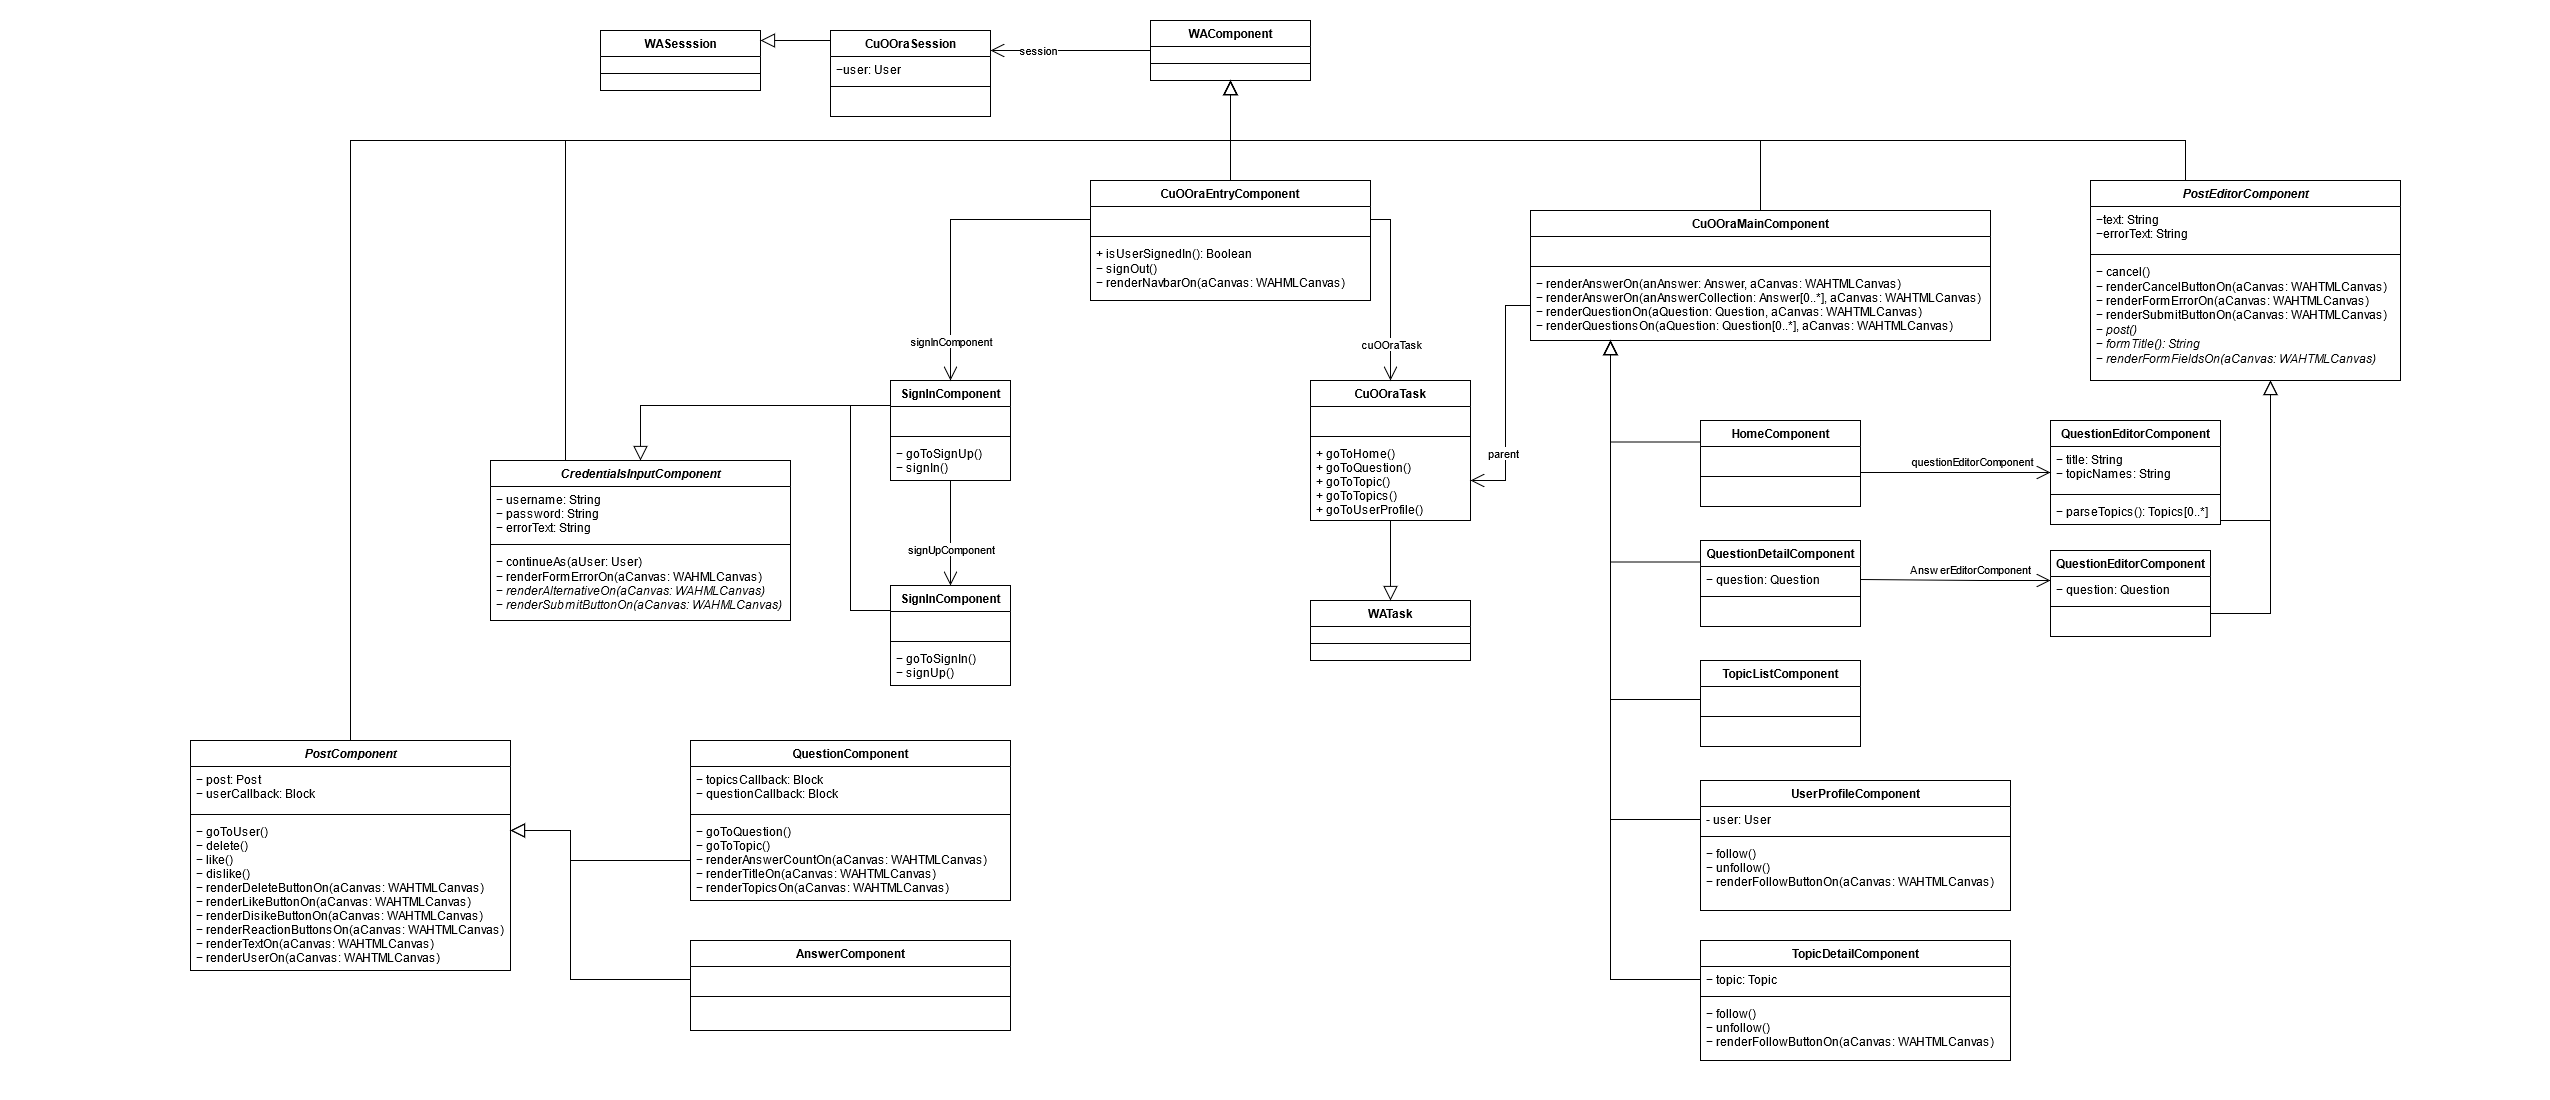 WASesssion
CuOOraSession
−user: User
session
WAComponent
CuOOraEntryComponent
+ isUserSignedIn(): Boolean
− signOut()
− renderNavbarOn(aCanvas: WAHMLCanvas)
CuOOraMainComponent
− renderAnswerOn(anAnswer: Answer, aCanvas: WAHTMLCanvas)
− renderAnswerOn(anAnswerCollection: Answer[0..*], aCanvas: WAHTMLCanvas)
− renderQuestionOn(aQuestion: Question, aCanvas: WAHTMLCanvas)
− renderQuestionsOn(aQuestion: Question[0..*], aCanvas: WAHTMLCanvas)
PostEditorComponent
−text: String
−errorText: String
− cancel()
− renderCancelButtonOn(aCanvas: WAHTMLCanvas)
− renderFormErrorOn(aCanvas: WAHTMLCanvas)
− renderSubmitButtonOn(aCanvas: WAHTMLCanvas)
− post()
− formTitle(): String
− renderFormFieldsOn(aCanvas: WAHTMLCanvas)
signInComponent
cuOOraTask
SignInComponent
− goToSignUp()
− signIn()
CuOOraTask
+ goToHome()
+ goToQuestion()
+ goToTopic()
+ goToTopics()
+ goToUserProfile()
parent
CredentialsInputComponent
− username: String
− password: String
− errorText: String
− continueAs(aUser: User)
− renderFormErrorOn(aCanvas: WAHMLCanvas)
− renderAlternativeOn(aCanvas: WAHMLCanvas)
− renderSubmitButtonOn(aCanvas: WAHMLCanvas)
signUpComponent
SignInComponent
− goToSignIn()
− signUp()
WATask
HomeComponent
questionEditorComponent
QuestionEditorComponent
− title: String
− topicNames: String
− parseTopics(): Topics[0..*]
QuestionDetailComponent
− question: Question
AnswerEditorComponent
QuestionEditorComponent
− question: Question
TopicListComponent
PostComponent
− post: Post
− userCallback: Block
− goToUser()
− delete()
− like()
− dislike()
− renderDeleteButtonOn(aCanvas: WAHTMLCanvas)
− renderLikeButtonOn(aCanvas: WAHTMLCanvas)
− renderDisikeButtonOn(aCanvas: WAHTMLCanvas)
− renderReactionButtonsOn(aCanvas: WAHTMLCanvas)
− renderTextOn(aCanvas: WAHTMLCanvas)
− renderUserOn(aCanvas: WAHTMLCanvas)
QuestionComponent
− topicsCallback: Block
− questionCallback: Block
− goToQuestion()
− goToTopic()
− renderAnswerCountOn(aCanvas: WAHTMLCanvas)
− renderTitleOn(aCanvas: WAHTMLCanvas)
− renderTopicsOn(aCanvas: WAHTMLCanvas)
AnswerComponent
UserProfileComponent
- user: User
− follow()
− unfollow()
− renderFollowButtonOn(aCanvas: WAHTMLCanvas)
TopicDetailComponent
− topic: Topic
− follow()
− unfollow()
− renderFollowButtonOn(aCanvas: WAHTMLCanvas)